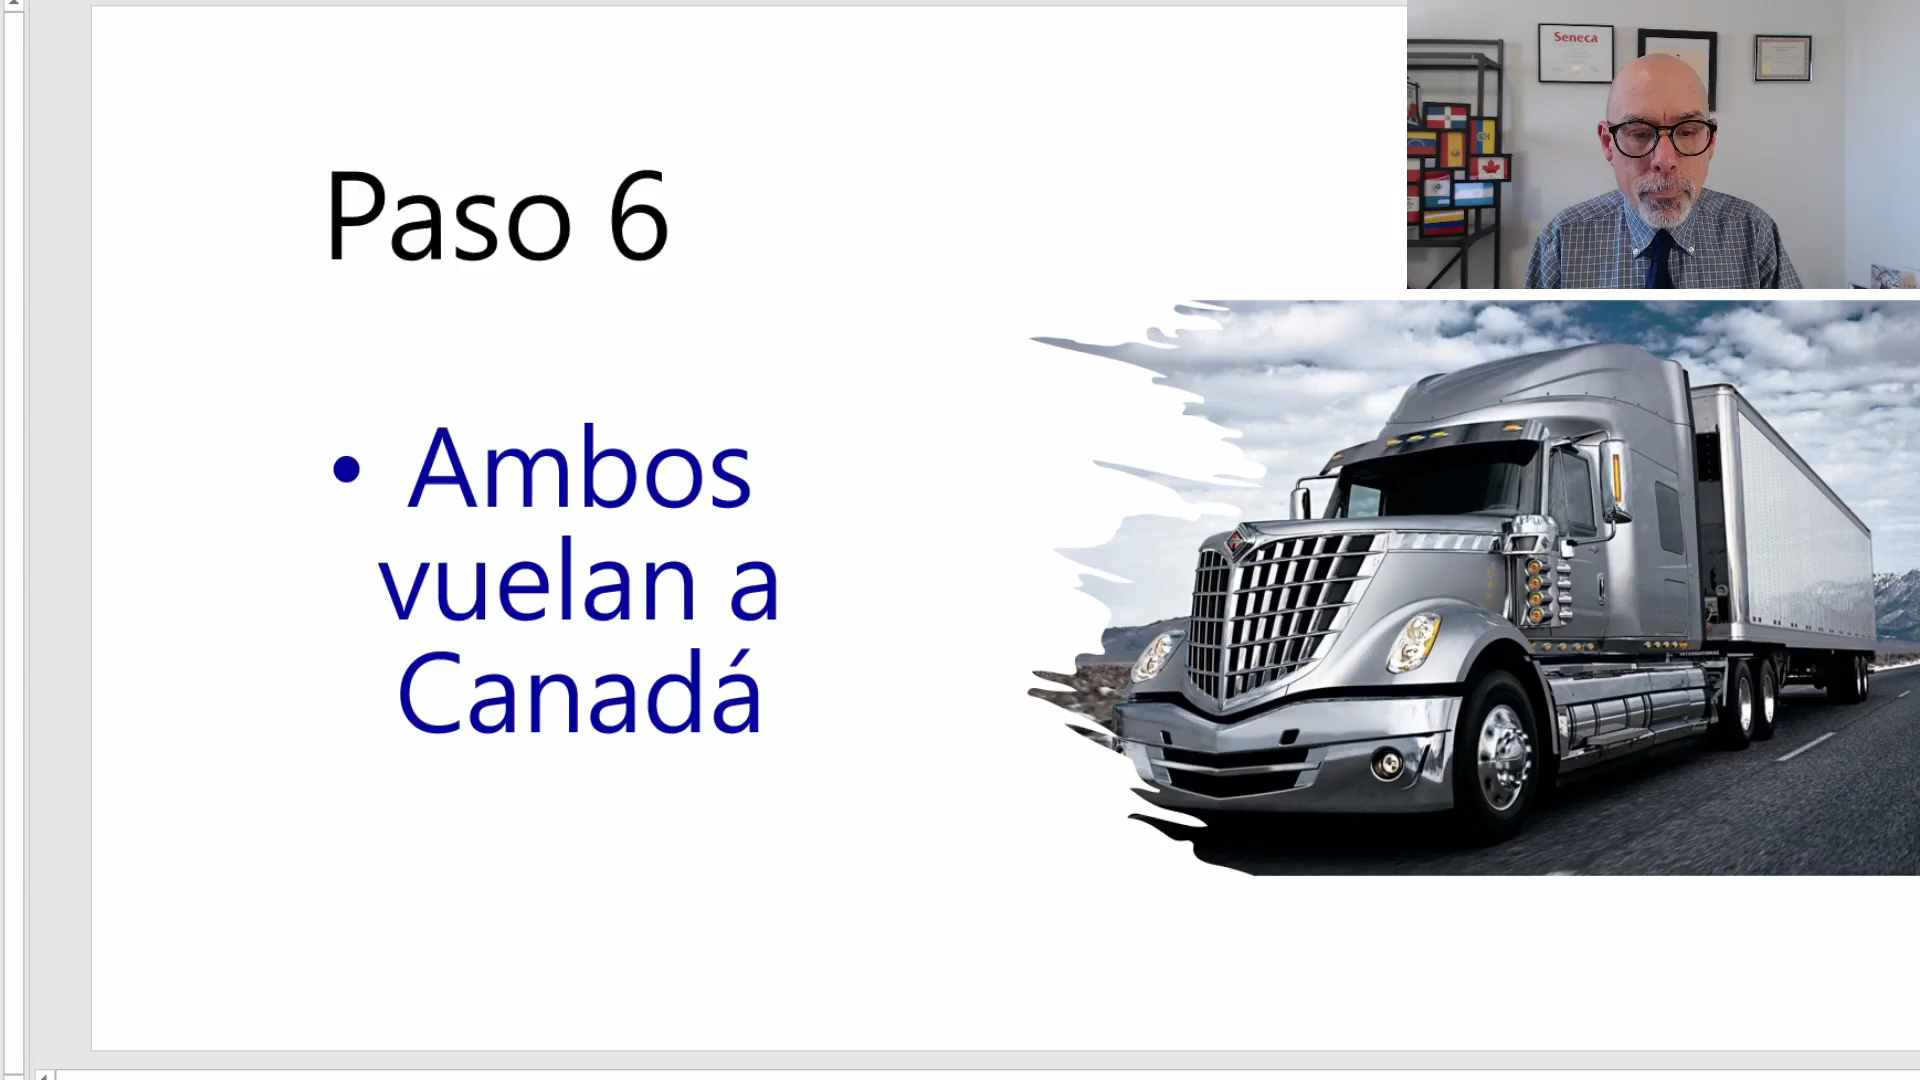 Paso 6
• Ambos
vuelan a
Canadá
Seneca